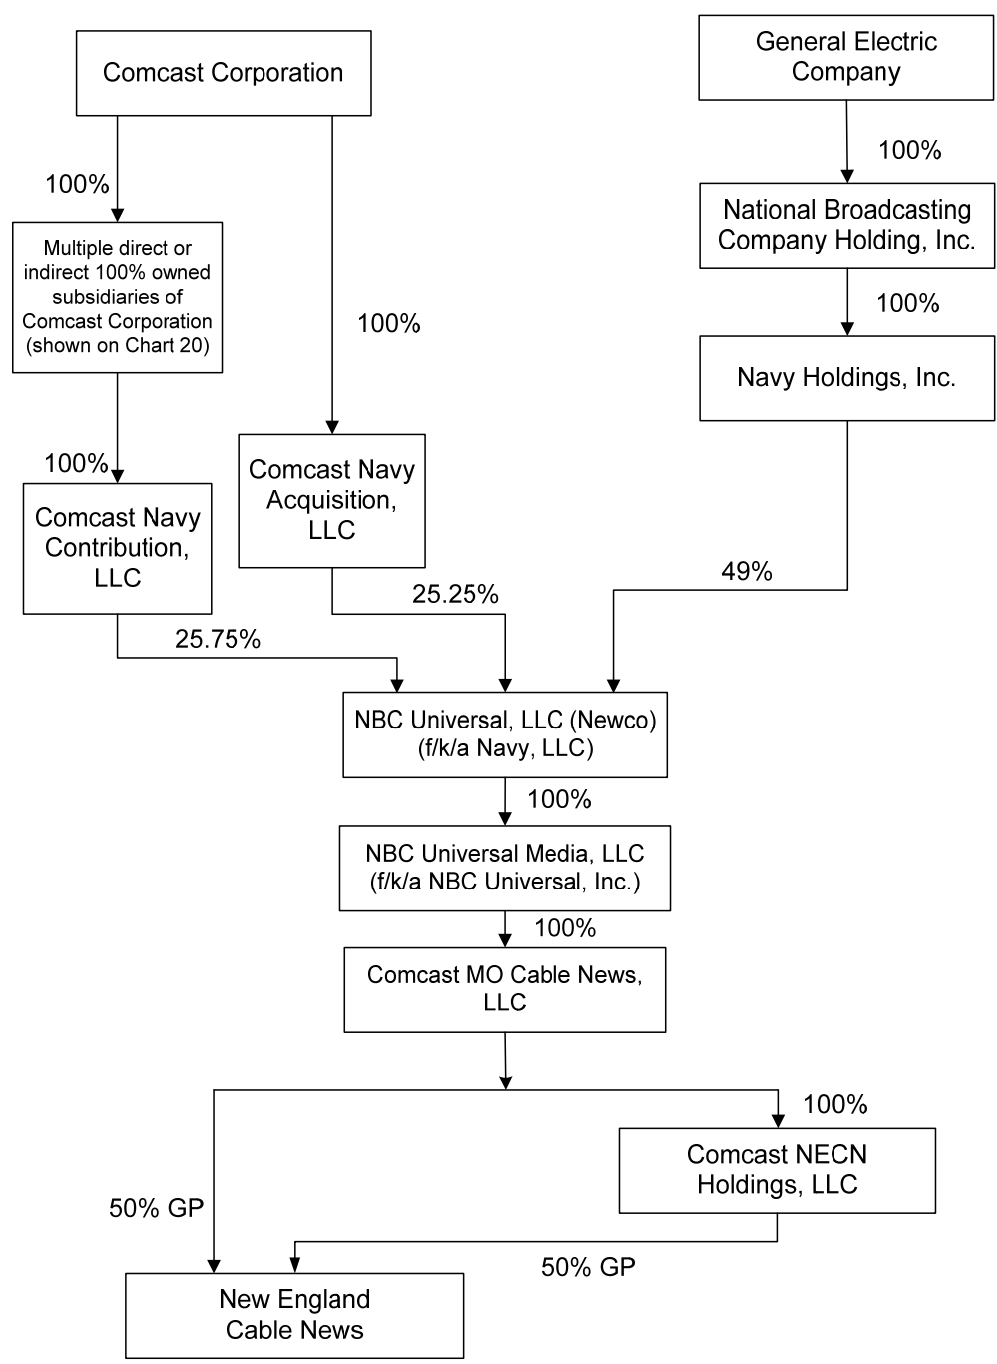 Comcast Corporation
General Electric
Company
100%
100%
National Broadcasting
Company Holding, Inc.
Multiple direct or
indirect 100% owned
subsidiaries of
Comcast Corporation
(shown on Chart 20)
100%
100%
Navy Holdings, Inc.
100%
Comcast Navy
Acquisition,
LLC
Comcast Navy
Contribution,
LLC
49%
25.25%
25.75%
NBC Universal, LLC (Newco)
(f/k/a Navy, LLC)
100%
NBC Universal Media, LLC
(f/k/a NBC Universal, Inc.)
100%
Comcast MO Cable News,
LLC
100%
Comcast NECN
Holdings, LLC
50% GP
50% GP
New England
Cable News